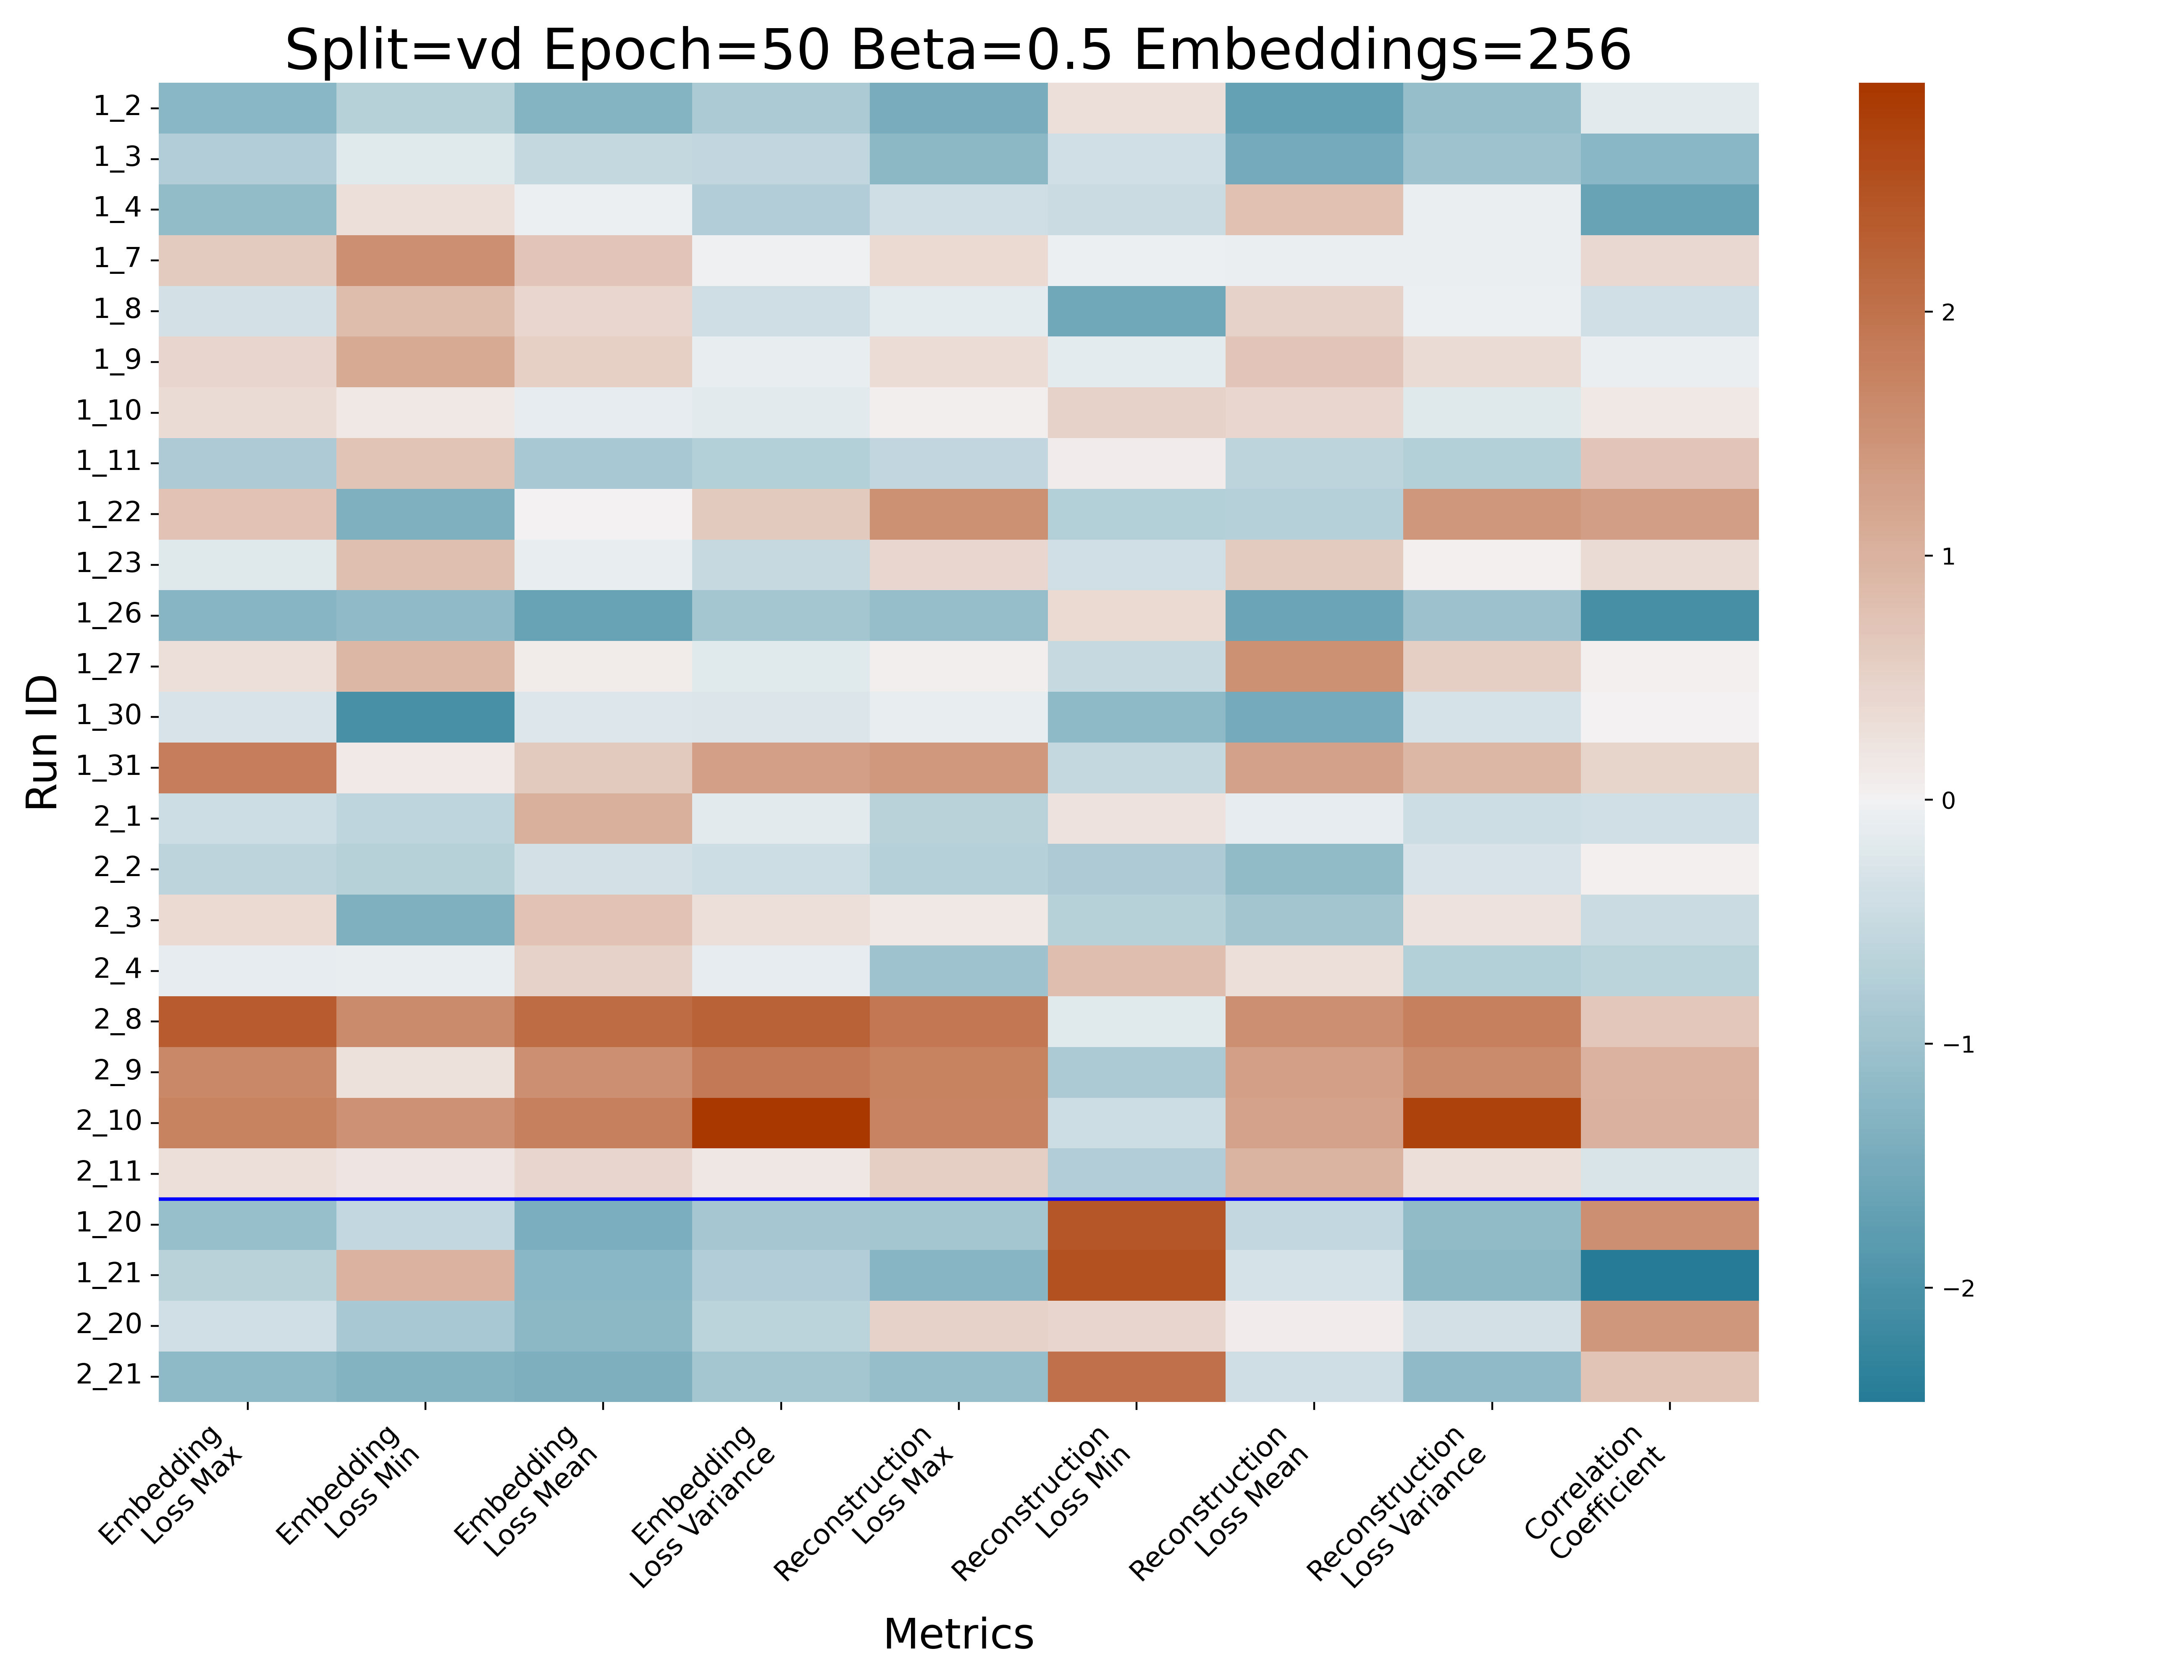 Split=vd Epoch=50 Beta=0.5 Embeddings=256
Run ID
1_2
1_3
1_4
1_7
1_8
1_9
1_10
1_11
1_22
1_23
1_26
1_27
1_30
1_31
2_1
2_2
2_3
2_4
2_8
2_9
2_10
2_11
1_20
1_21
2_20
2_21
Embedding
Loss Max
Embedding
Loss Min
Embedding
Loss Mean
Embedding
Loss Variance
Reconstruction
Loss Max
Reconstruction
Loss Min
Reconstruction
Loss Mean
Reconstruction
Loss Variance
Correlation
Coefficient
Metrics
2
1
0
−1
−2